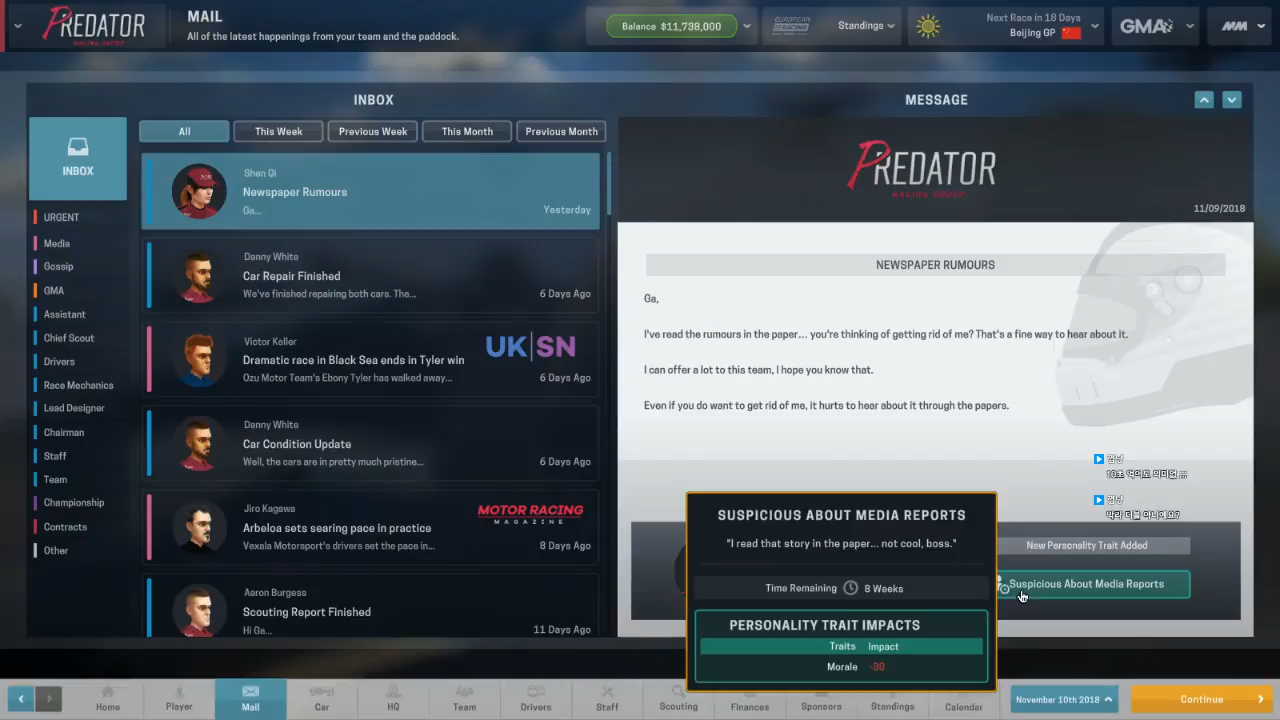 PREDATOR
RACING GROUP
MAIL
All of the latest happenings from your team and the paddock.
Balance $11,738,000
EUROPEAN
Standings
Next Race in 18 Days
Beijing GP
GMA
INBOX
MESSAGE
INBOX
All
This Week
Previous Week
This Month
Previous Month
URGENT
Media
Gossip
GMA
Assistant
Chief Scout
Drivers
Race Mechanics
Lead Designer
Chairman
Staff
Team
Championship
Contracts
Other
Shen Qi
Newspaper Rumours
Ga...
Yesterday
Danny White
Car Repair Finished
We've finished repairing both cars. The...
6 Days Ago
Victor Keller
UK|SN
Dramatic race in Black Sea ends in Tyler win
Ozu Motor Team's Ebony Tyler has walked away...
6 Days Ago
Danny White
Car Condition Update
Well, the cars are in pretty much pristine...
6 Days Ago
Jiro Kagawa
MOTOR RACING
MAGAZINE
Arbeloa sets searing pace in practice
Vexala Motorsport's drivers set the pace in...
8 Days Ago
Aaron Burgess
Scouting Report Finished
Hi Ga...
11 Days Ago
PREDATOR
RACING GROUP
11/09/2018
NEWSPAPER RUMOURS
Ga,
I've read the rumours in the paper... you're thinking of getting rid of me? That's a fine way to hear about it.
I can offer a lot to this team, I hope you know that.
Even if you do want to get rid of me, it hurts to hear about it through the papers.
New Personality Trait Added
Suspicious About Media Reports
SUSPICIOUS ABOUT MEDIA REPORTS
"I read that story in the paper... not cool, boss."
Time Remaining 8 Weeks
PERSONALITY TRAIT IMPACTS
Traits Impact
Morale -30
Home
Player
Mail
Car
HQ
Team
Drivers
Staff
Scouting
Finances
Sponsors
Standings
Calendar
November 10th 2018
Continue